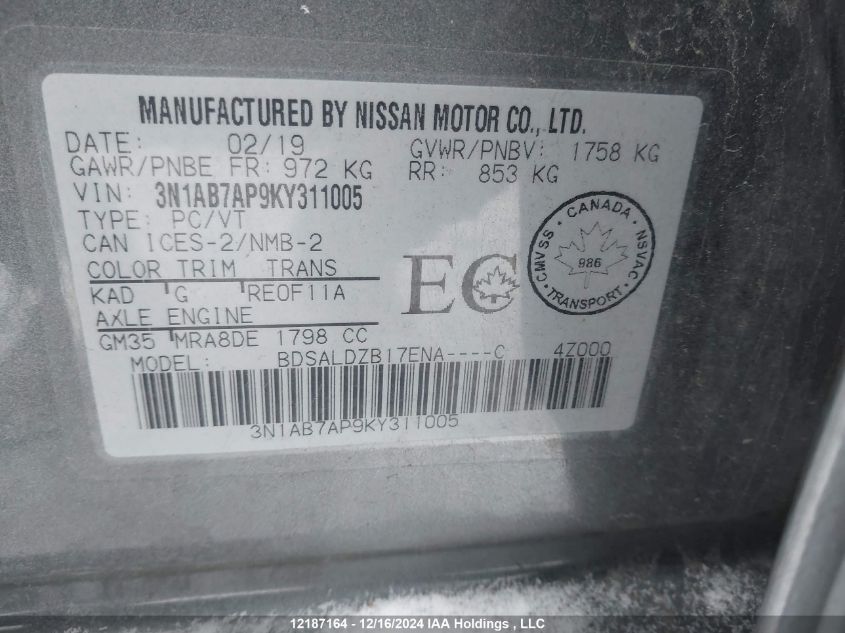 MANUFACTURED BY NISSAN MOTOR CO., LTD.
DATE: 02/19 GVWR/PNBV: 1758 KG
GAWR/PNBE FR: 972 KG RR: 853 KG
VIN: 3N1AB7AP9KY311005
TYPE: PC/VT
CAN ICES-2/NMB-2
COLOR TRIM TRANS
KAD G RE0F11A
AXLE ENGINE
GM35 MRA8DE 1798 CC
MODEL: BDSALDZB17ENA----C 4Z000
3N1AB7AP9KY311005
EC
CANADA
CMVSS
NSVAC
986
TRANSPORT
12187164 - 12/16/2024 IAA Holdings , LLC